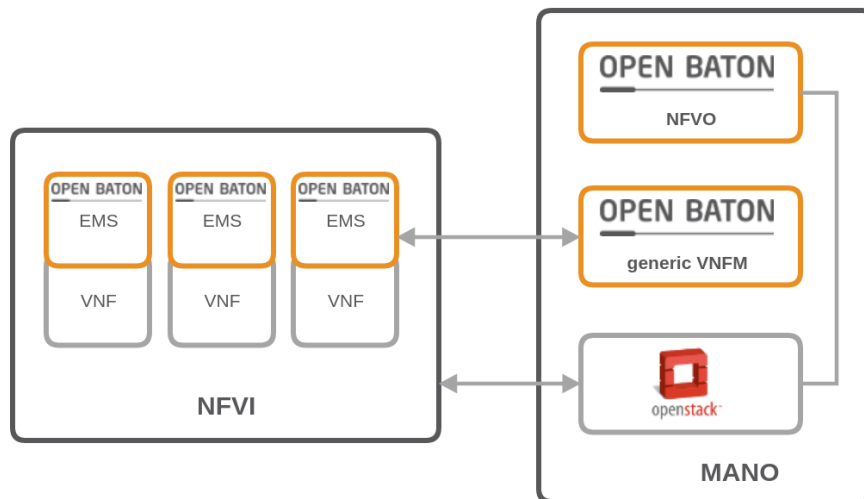 OPEN BATON
NFVO
OPEN BATON OPEN BATON OPEN BATON
EMS EMS EMS
OPEN BATON
generic VNFM
VNF VNF VNF
NFVI
openstack™
MANO